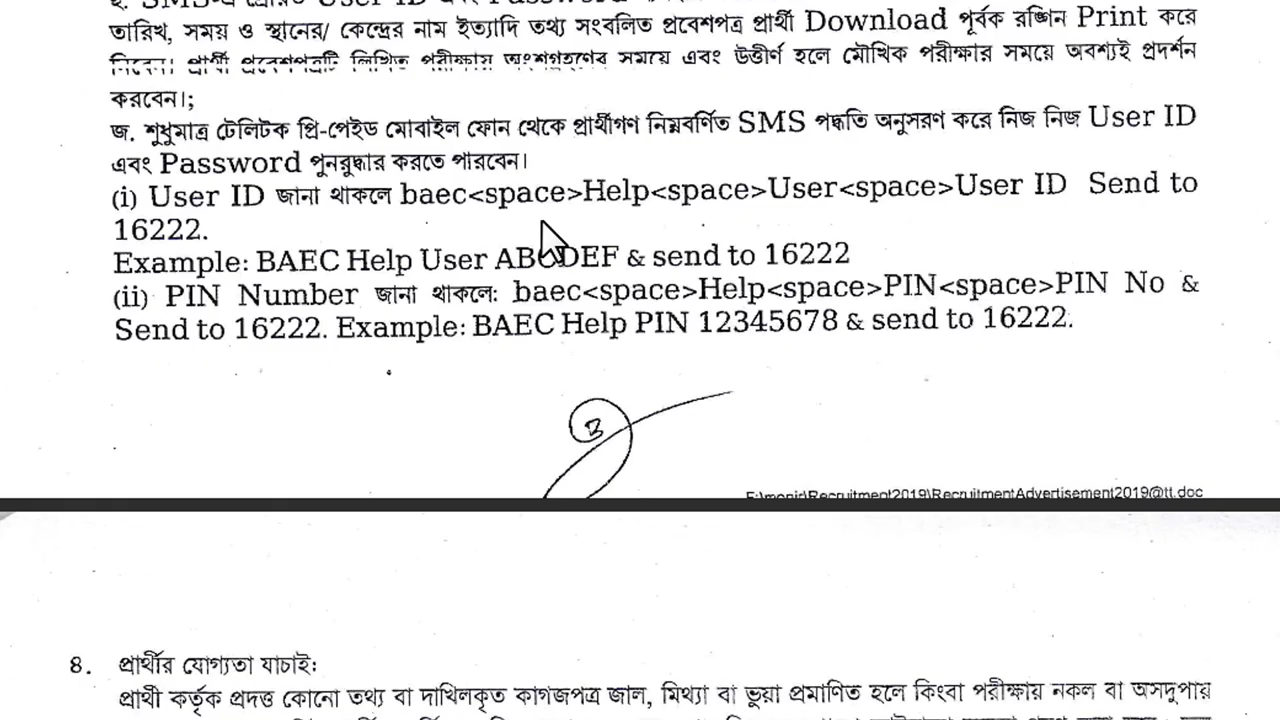 SMS-এ প্রেরিত User ID এবং Password
তারিখ, সময় ও স্থানের/ কেন্দ্রের নাম ইত্যাদি তথ্য সংবলিত প্রবেশপত্র প্রার্থী Download পূর্বক রঙ্গিন Print করে
নিবেন। প্রার্থী প্রবেশপত্রটি লিখিত পরীক্ষায় অংশগ্রহণের সময়ে এবং উত্তীর্ণ হলে মৌখিক পরীক্ষার সময়ে অবশ্যই প্রদর্শন
করবেন।;
জ. শুধুমাত্র টেলিটক প্রি-পেইড মোবাইল ফোন থেকে প্রার্থীগণ নিম্নবর্ণিত SMS পদ্ধতি অনুসরণ করে নিজ নিজ User ID
এবং Password পুনরুদ্ধার করতে পারবেন।
(i) User ID জানা থাকলে baec<space>Help<space>User<space>User ID Send to
16222.
Example: BAEC Help User ABCDEF & send to 16222
(ii) PIN Number জানা থাকলে: baec<space>Help<space>PIN<space>PIN No &
Send to 16222. Example: BAEC Help PIN 12345678 & send to 16222.
F:\monir\Recruitment2019\RecruitmentAdvertisement2019@tt.doc
৪. প্রার্থীর যোগ্যতা যাচাই:
প্রার্থী কর্তৃক প্রদত্ত কোনো তথ্য বা দাখিলকৃত কাগজপত্র জাল, মিথ্যা বা ভুয়া প্রমাণিত হলে কিংবা পরীক্ষায় নকল বা অসদুপায়